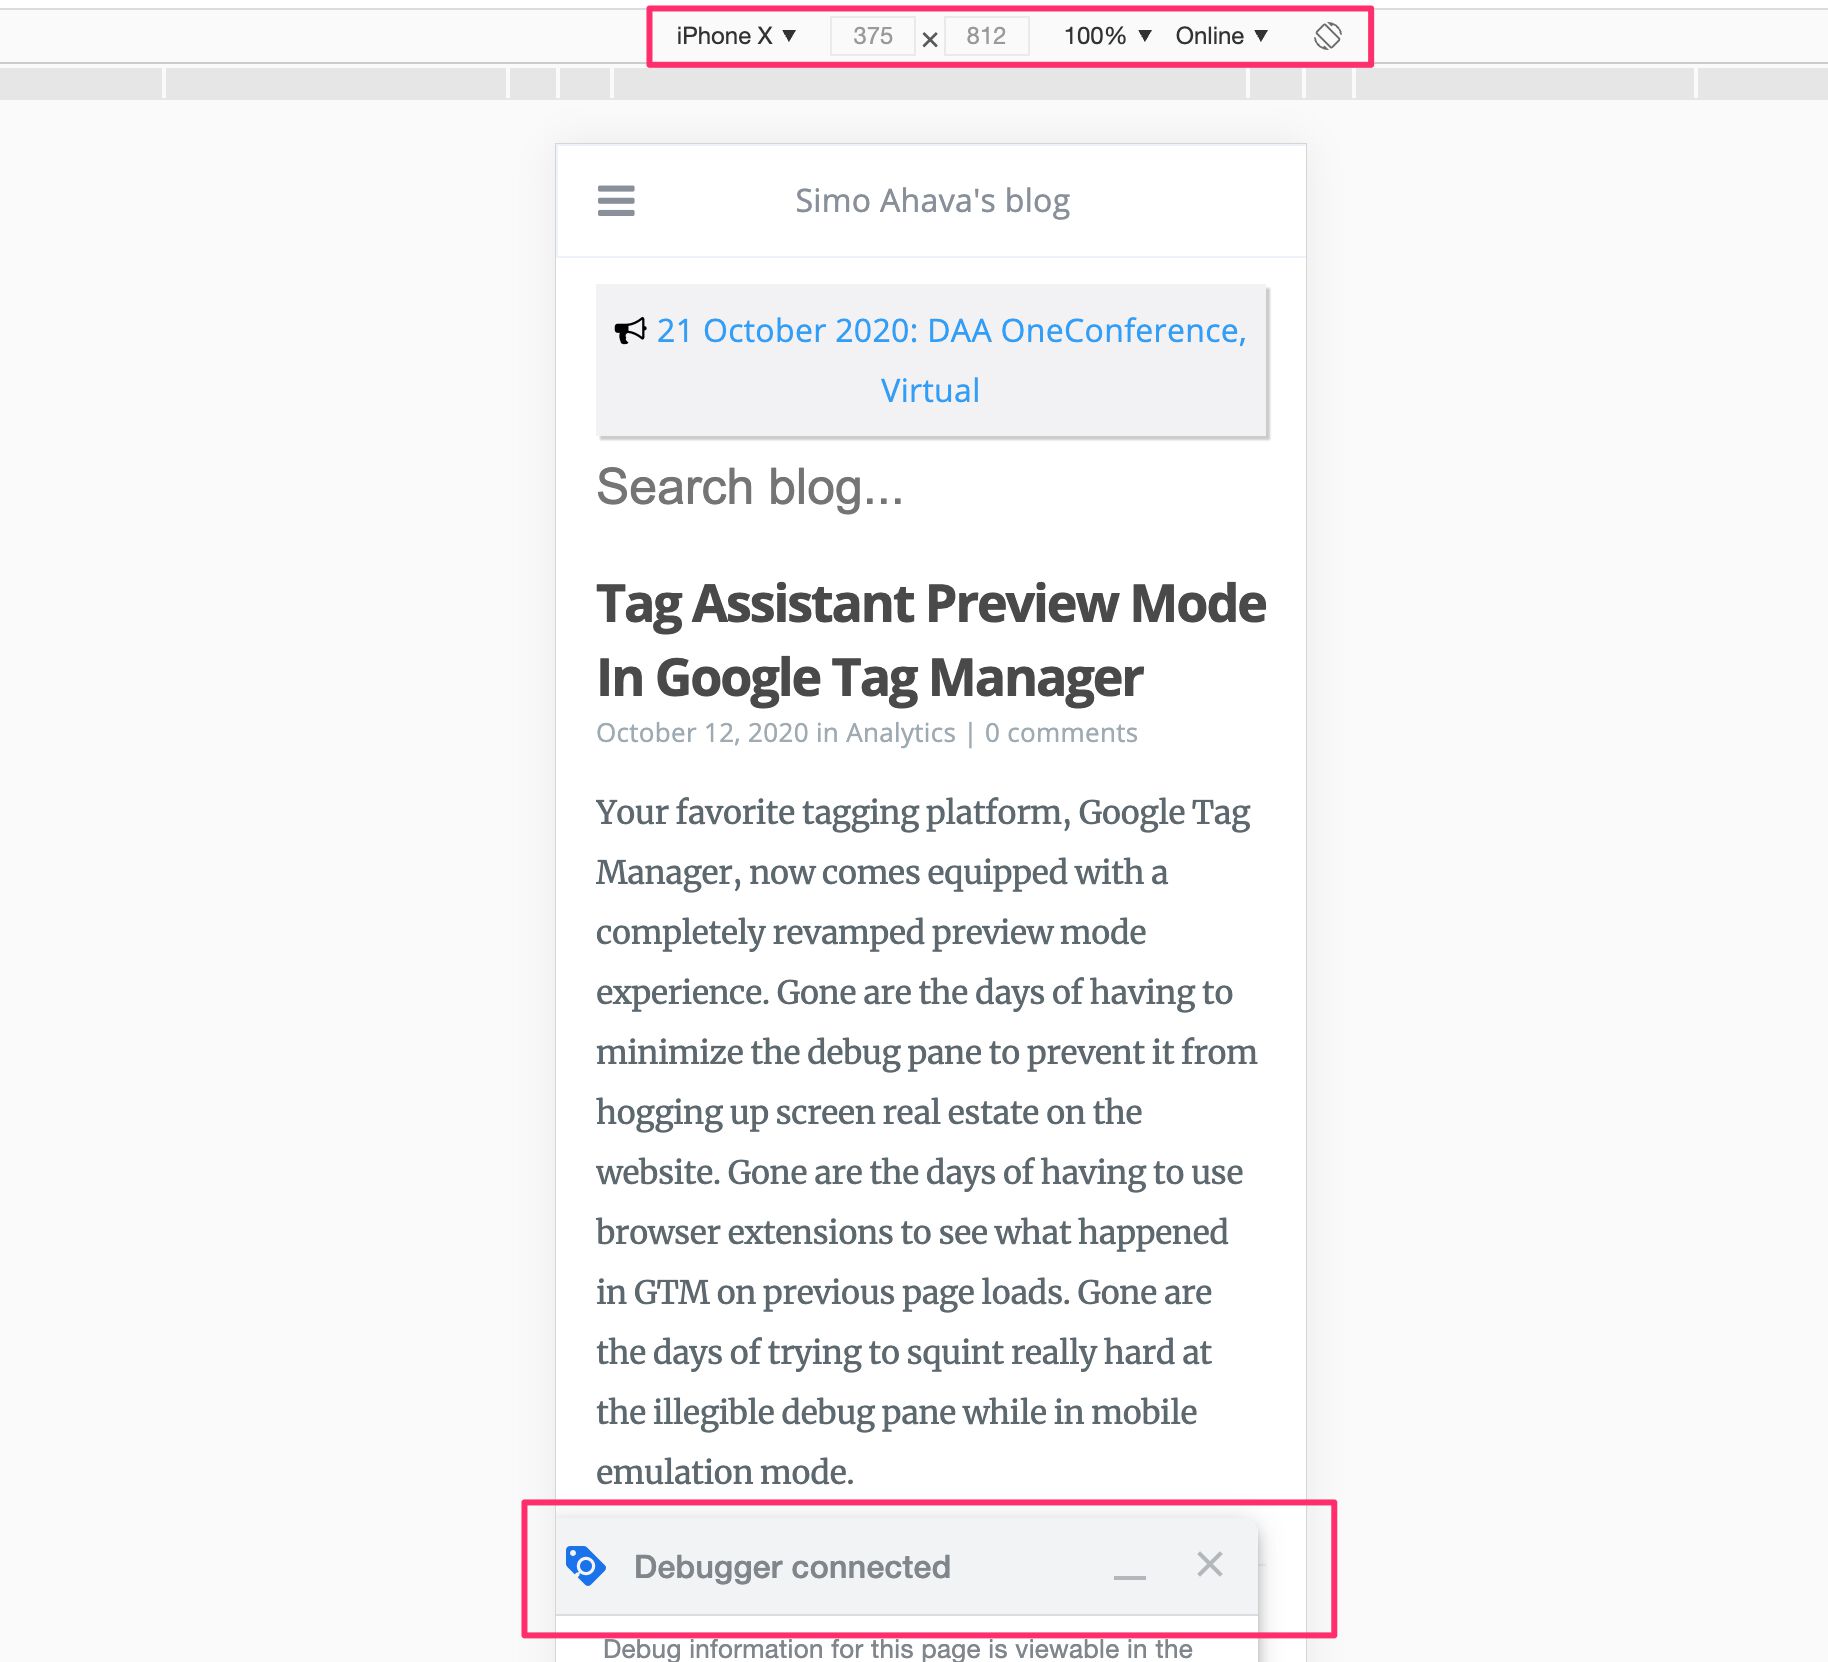 iPhone X ▼ 375 × 812 100% ▼ Online ▼
Simo Ahava's blog
21 October 2020: DAA OneConference,
Virtual
Search blog...
Tag Assistant Preview Mode
In Google Tag Manager
October 12, 2020 in Analytics | 0 comments
Your favorite tagging platform, Google Tag
Manager, now comes equipped with a
completely revamped preview mode
experience. Gone are the days of having to
minimize the debug pane to prevent it from
hogging up screen real estate on the
website. Gone are the days of having to use
browser extensions to see what happened
in GTM on previous page loads. Gone are
the days of trying to squint really hard at
the illegible debug pane while in mobile
emulation mode.
Debugger connected
Debug information for this page is viewable in the